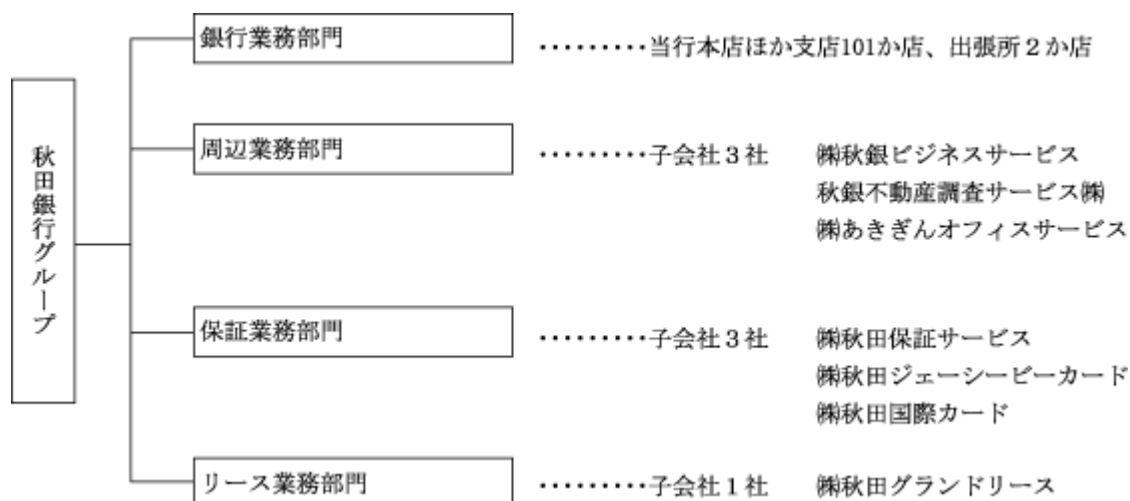 秋田銀行グループ
銀行業務部門 ・・・・・・・・・当行本店ほか支店101か店、出張所２か店
周辺業務部門 ・・・・・・・・・子会社３社 ㈱秋銀ビジネスサービス
秋銀不動産調査サービス㈱
㈱あきぎんオフィスサービス
保証業務部門 ・・・・・・・・・子会社３社 ㈱秋田保証サービス
㈱秋田ジェーシービーカード
㈱秋田国際カード
リース業務部門 ・・・・・・・・・子会社１社 ㈱秋田グランドリース